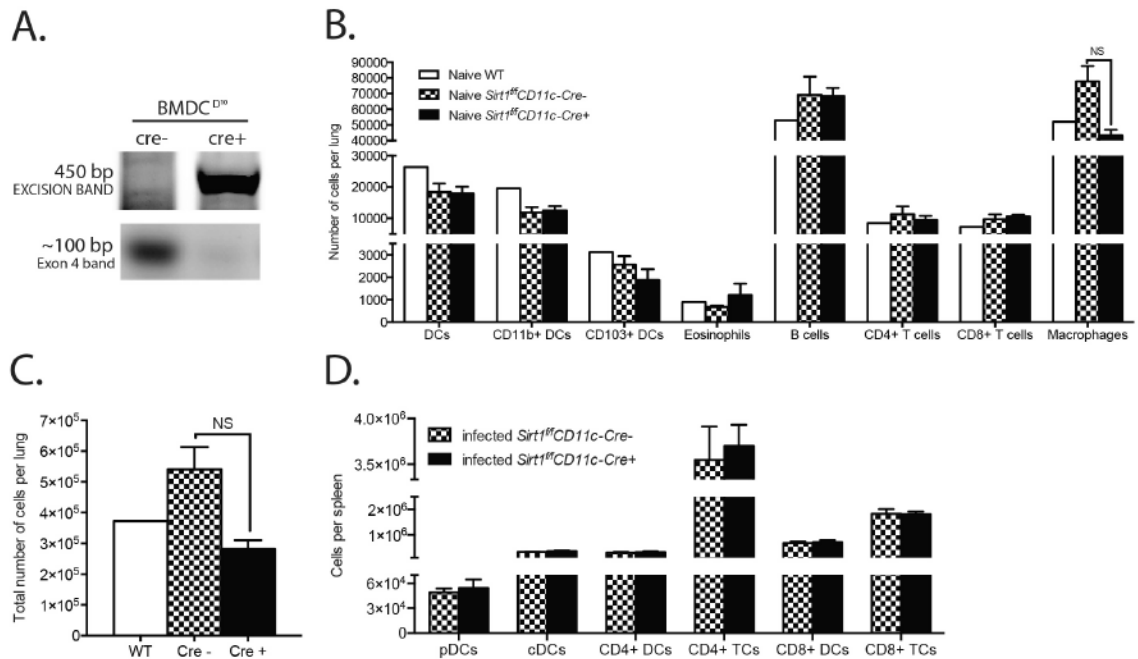 A.
BMDC D10
cre- cre+
450 bp
EXCISION BAND
~100 bp
Exon 4 band
B.
Number of cells per lung
90000
80000
70000
60000
50000
40000
30000
20000
10000
3000
2000
1000
0
Naive WT
Naive Sirt1f/fCD11c-Cre-
Naive Sirt1f/fCD11c-Cre+
NS
DCs CD11b+ DCs CD103+ DCs Eosinophils B cells CD4+ T cells CD8+ T cells Macrophages
C.
Total number of cells per lung
7×10⁵
6×10⁵
5×10⁵
4×10⁵
3×10⁵
2×10⁵
1×10⁵
0
NS
WT Cre - Cre +
D.
Cells per spleen
4.0×10⁶
3.5×10⁶
2×10⁶
1×10⁶
6×10⁴
3×10⁴
0
infected Sirt1f/fCD11c-Cre-
infected Sirt1f/fCD11c-Cre+
pDCs cDCs CD4+ DCs CD4+ TCs CD8+ DCs CD8+ TCs